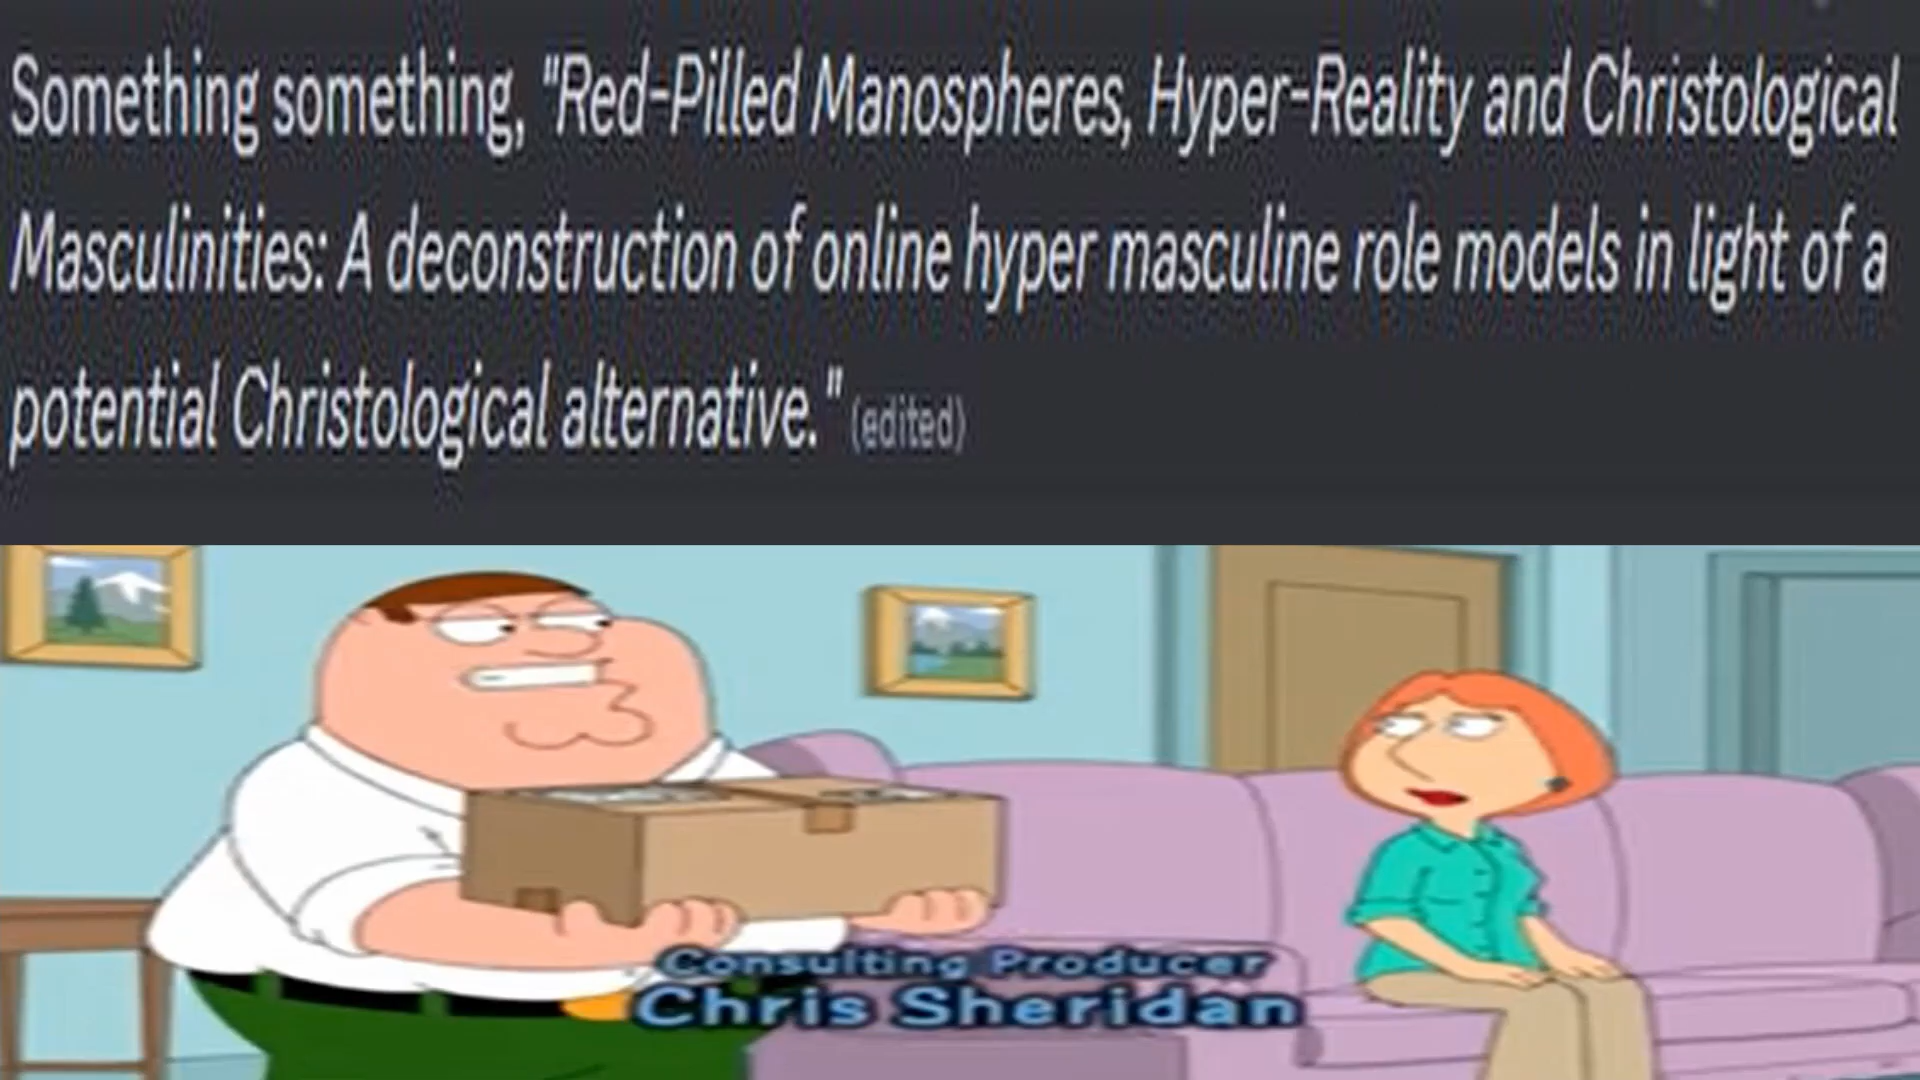 Something something, "Red-Pilled Manospheres, Hyper-Reality and Christological
Masculinities: A deconstruction of online hyper masculine role models in light of a
potential Christological alternative." (edited)
Consulting Producer
Chris Sheridan